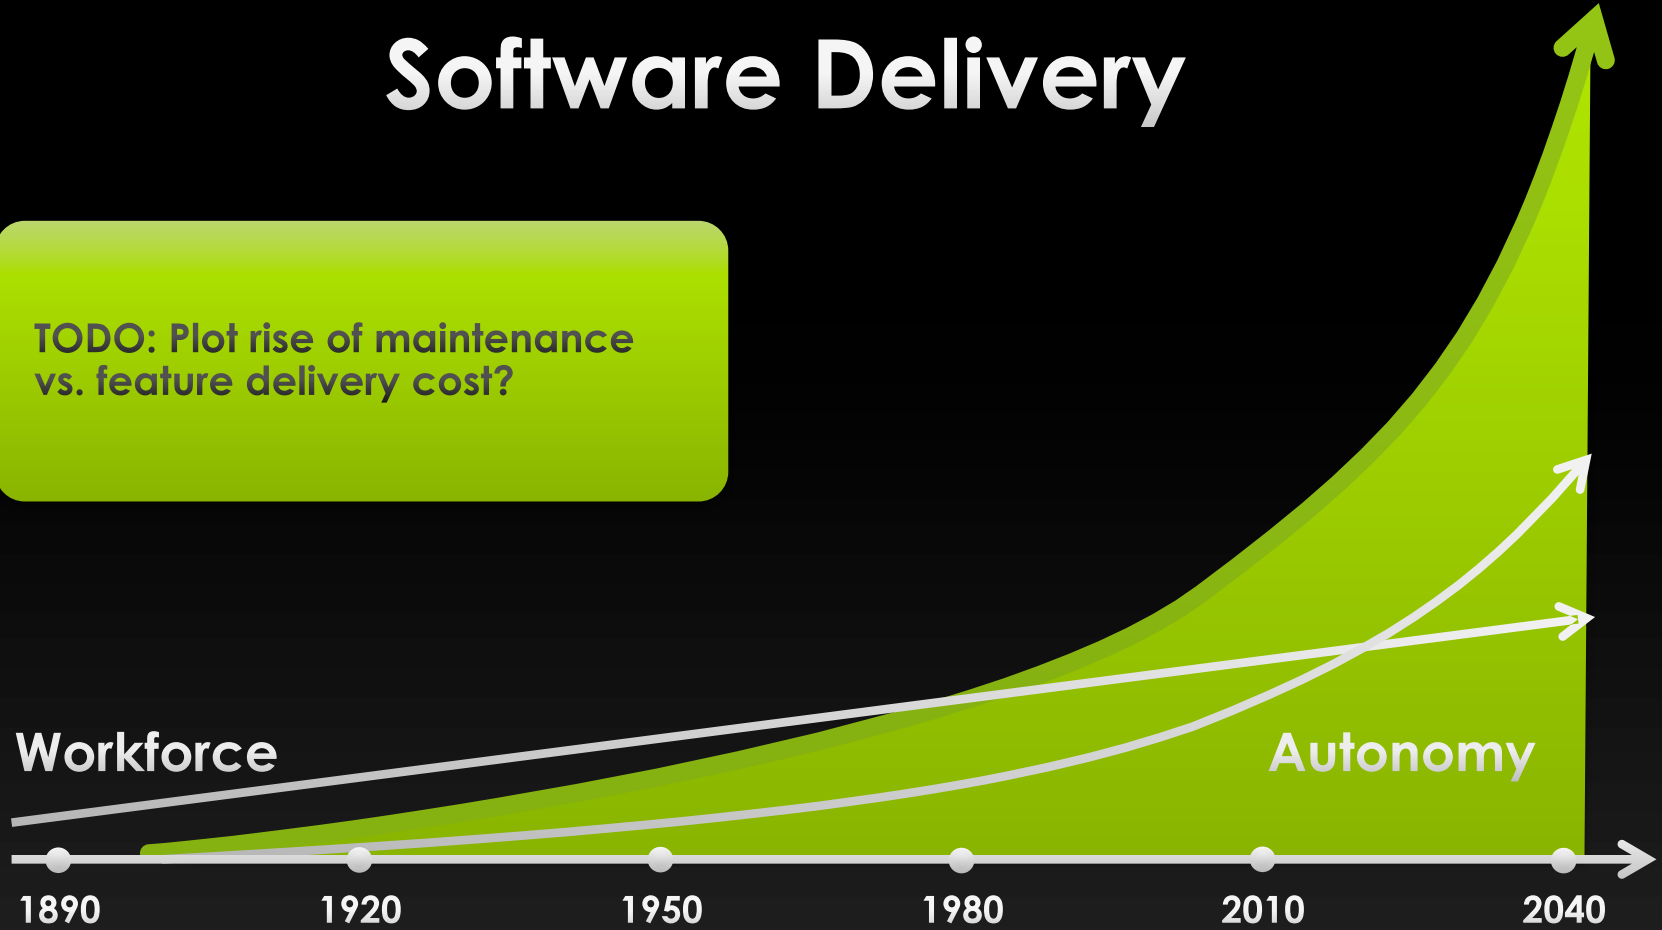 Software Delivery
TODO: Plot rise of maintenance
vs. feature delivery cost?
Workforce
Autonomy
1890
1920
1950
1980
2010
2040